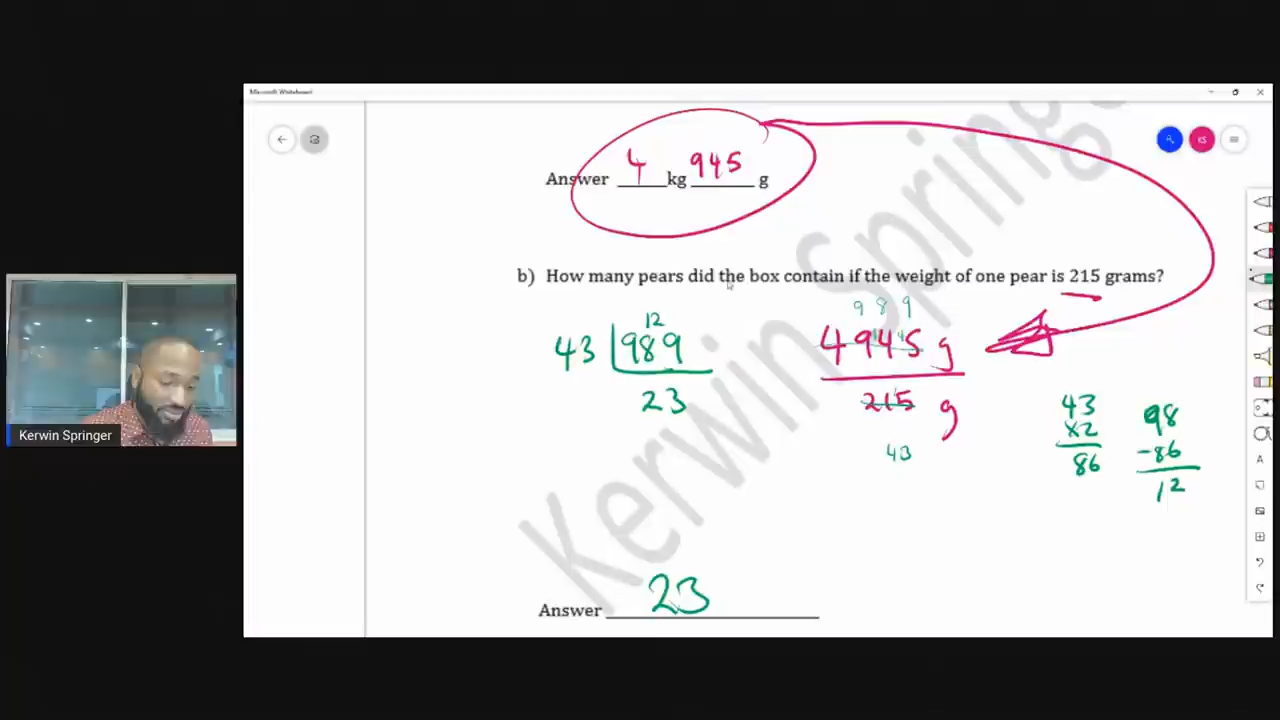 Microsoft Whiteboard
Kerwin Springer
Answer 4 kg 945 g
b) How many pears did the box contain if the weight of one pear is 215 grams?
12
43 989
23
9 8 9
4945 g
215 g
43
43
x2
86
98
-86
12
Answer 23
Kerwin Springer
KS
A